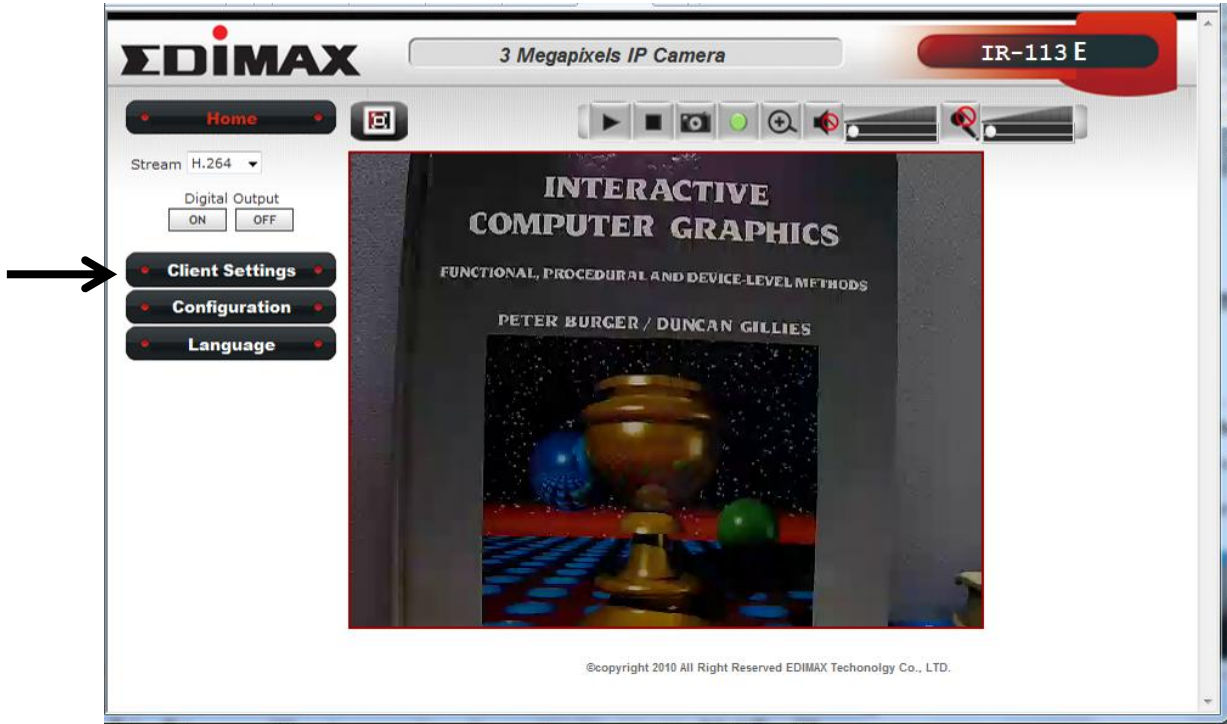 EDIMAX
3 Megapixels IP Camera
IR-113 E
Home
Stream H.264
Digital Output
ON OFF
Client Settings
Configuration
Language
INTERACTIVE
COMPUTER GRAPHICS
FUNCTIONAL, PROCEDURAL AND DEVICE-LEVEL METHODS
PETER BURGER / DUNCAN GILLIES
©copyright 2010 All Right Reserved EDIMAX Techonolgy Co., LTD.